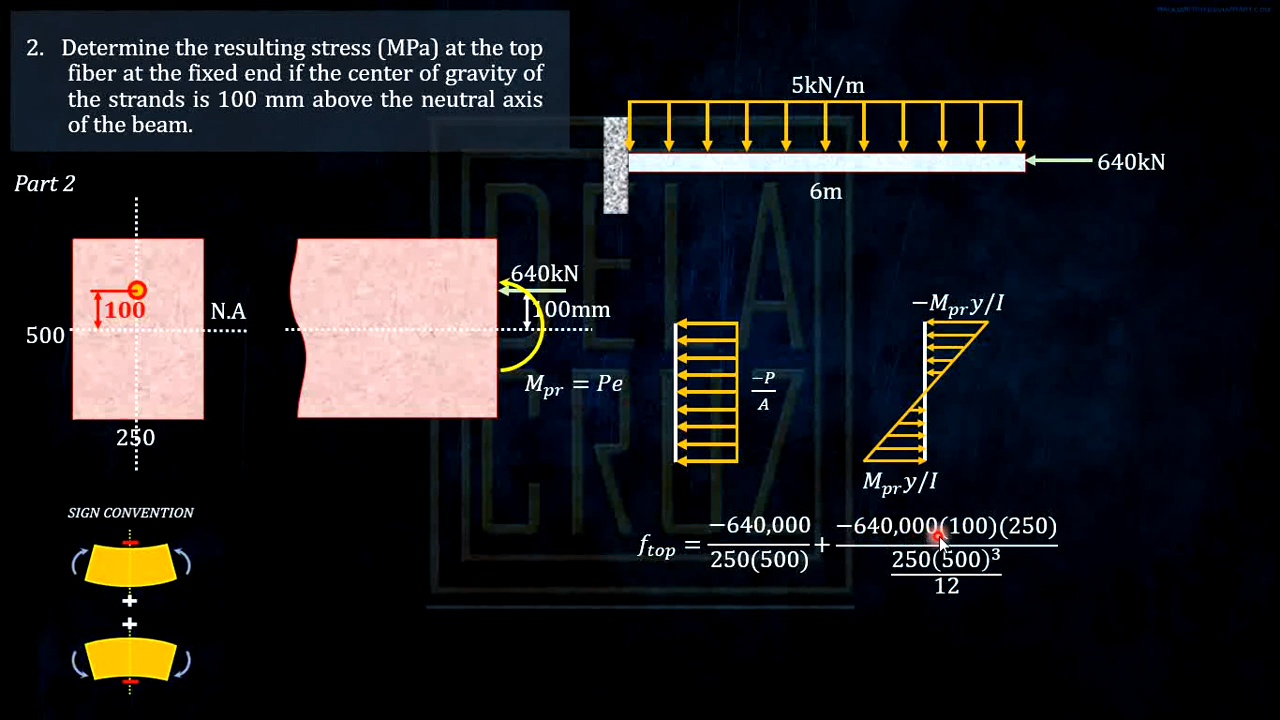 2. Determine the resulting stress (MPa) at the top
fiber at the fixed end if the center of gravity of
the strands is 100 mm above the neutral axis
of the beam.
5kN/m
640kN
6m
Part 2
100
N.A
500
250
640kN
100mm
M_pr = Pe
−P/A
−M_pr y/I
M_pr y/I
SIGN CONVENTION
−
+
+
−
f_top = −640,000/250(500) + −640,000(100)(250)/(250(500)³/12)
DELA
CRUZ